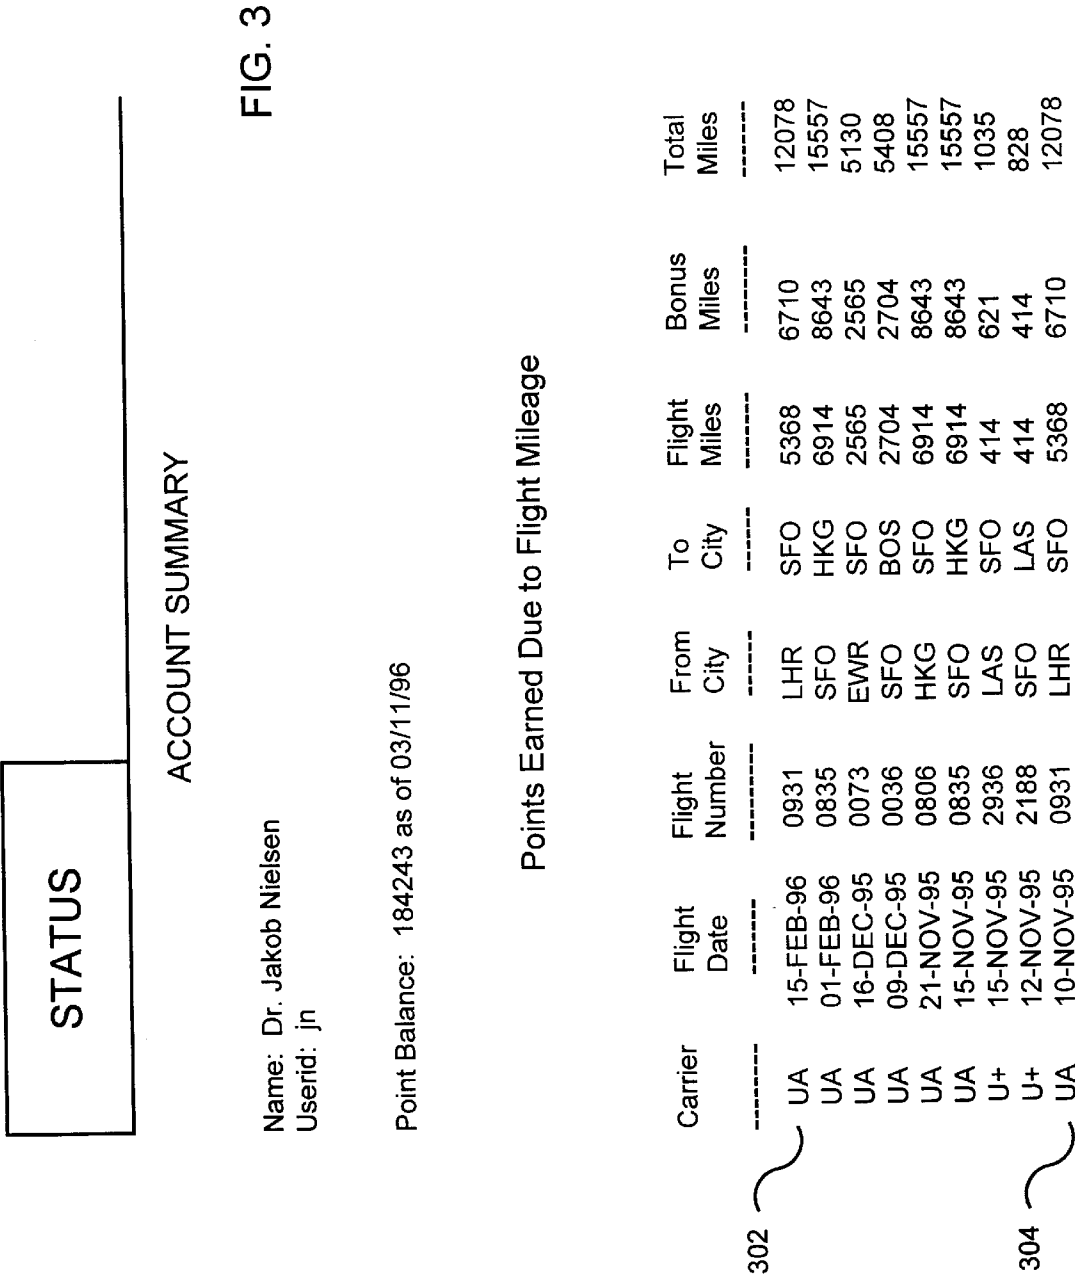 STATUS
ACCOUNT SUMMARY
FIG. 3
Name: Dr. Jakob Nielsen
Userid: jn
Point Balance: 184243 as of 03/11/96
Points Earned Due to Flight Mileage
Carrier Flight Date Flight Number From City To City Flight Miles Bonus Miles Total Miles
302
UA 15-FEB-96 0931 LHR SFO 5368 6710 12078
UA 01-FEB-96 0835 SFO HKG 6914 8643 15557
UA 16-DEC-95 0073 EWR SFO 2565 2565 5130
UA 09-DEC-95 0036 SFO BOS 2704 2704 5408
UA 21-NOV-95 0806 HKG SFO 6914 8643 15557
UA 15-NOV-95 0835 SFO HKG 6914 8643 15557
U+ 15-NOV-95 2936 LAS SFO 414 621 1035
U+ 12-NOV-95 2188 SFO LAS 414 414 828
304
UA 10-NOV-95 0931 LHR SFO 5368 6710 12078